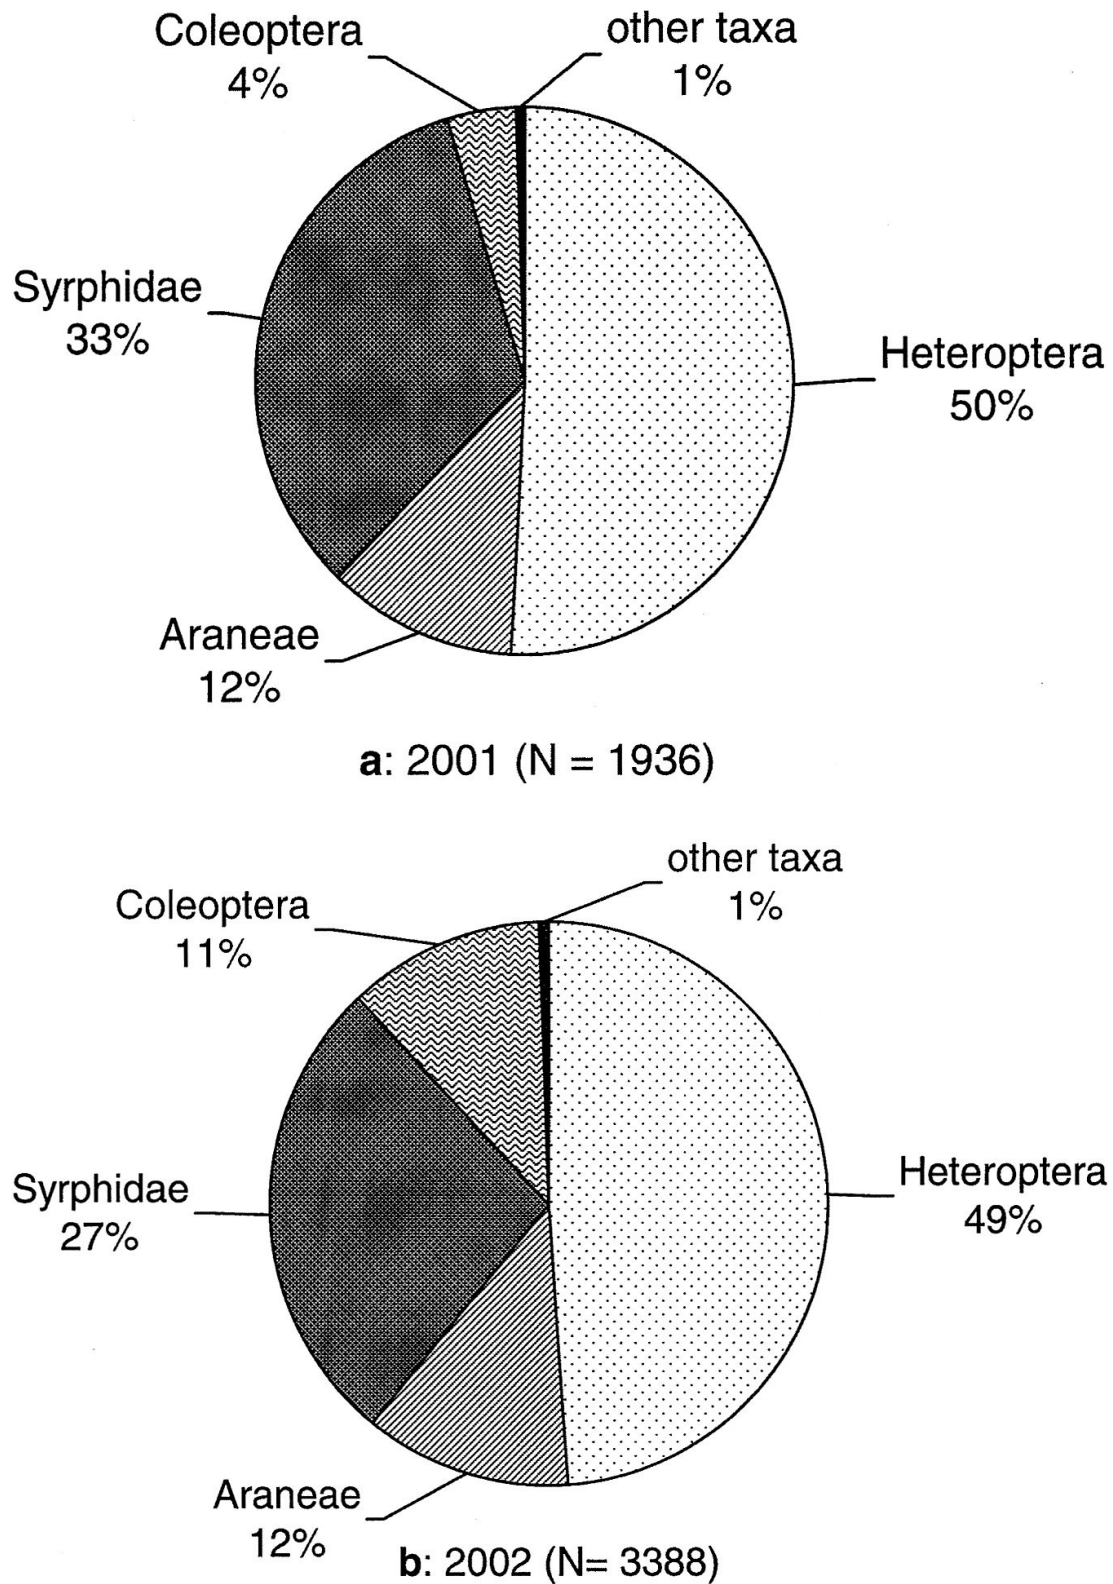 Coleoptera
4%
other taxa
1%
Syrphidae
33%
Heteroptera
50%
Araneae
12%
a: 2001 (N = 1936)
other taxa
1%
Coleoptera
11%
Syrphidae
27%
Heteroptera
49%
Araneae
12%
b: 2002 (N= 3388)